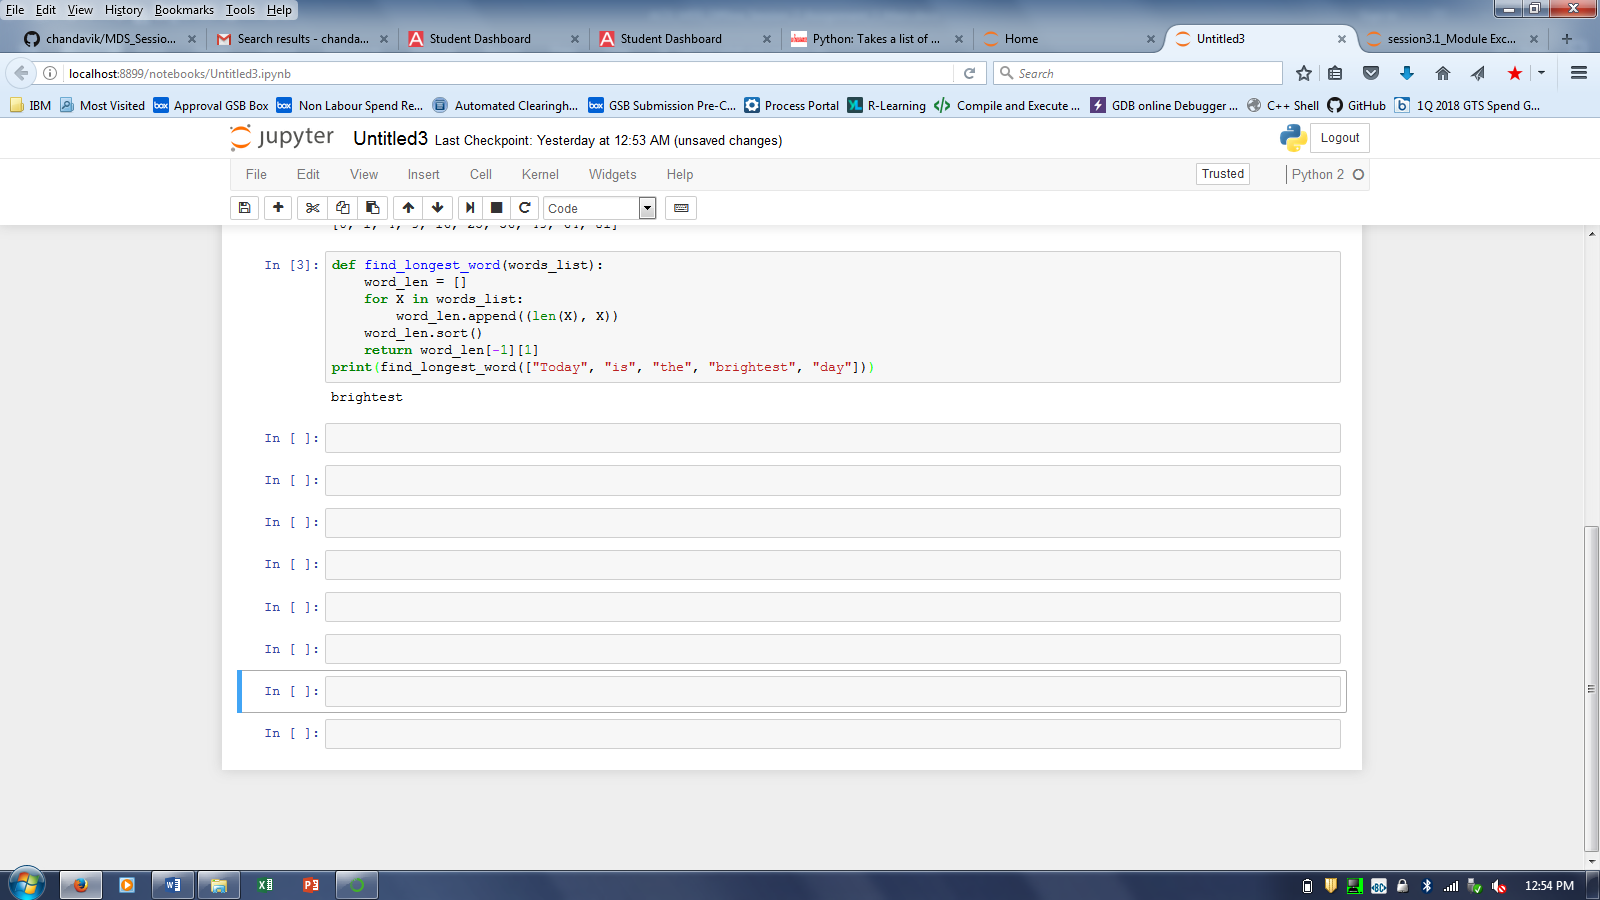 File Edit View History Bookmarks Tools Help
chandavik/MDS_Sessio... Search results - chanda... Student Dashboard Student Dashboard Python: Takes a list of ... Home Untitled3 session3.1_Module Exc...
localhost:8899/notebooks/Untitled3.ipynb Search
IBM Most Visited Approval GSB Box Non Labour Spend Re... Automated Clearingh... GSB Submission Pre-C... Process Portal R-Learning Compile and Execute ... GDB online Debugger ... C++ Shell GitHub 1Q 2018 GTS Spend G...
jupyter Untitled3 Last Checkpoint: Yesterday at 12:53 AM (unsaved changes) Logout
File Edit View Insert Cell Kernel Widgets Help Trusted Python 2
Code
In [3]: def find_longest_word(words_list):
    word_len = []
    for X in words_list:
        word_len.append((len(X), X))
    word_len.sort()
    return word_len[-1][1]
print(find_longest_word(["Today", "is", "the", "brightest", "day"]))
brightest
In [ ]:
In [ ]:
In [ ]:
In [ ]:
In [ ]:
In [ ]:
In [ ]:
In [ ]:
12:54 PM